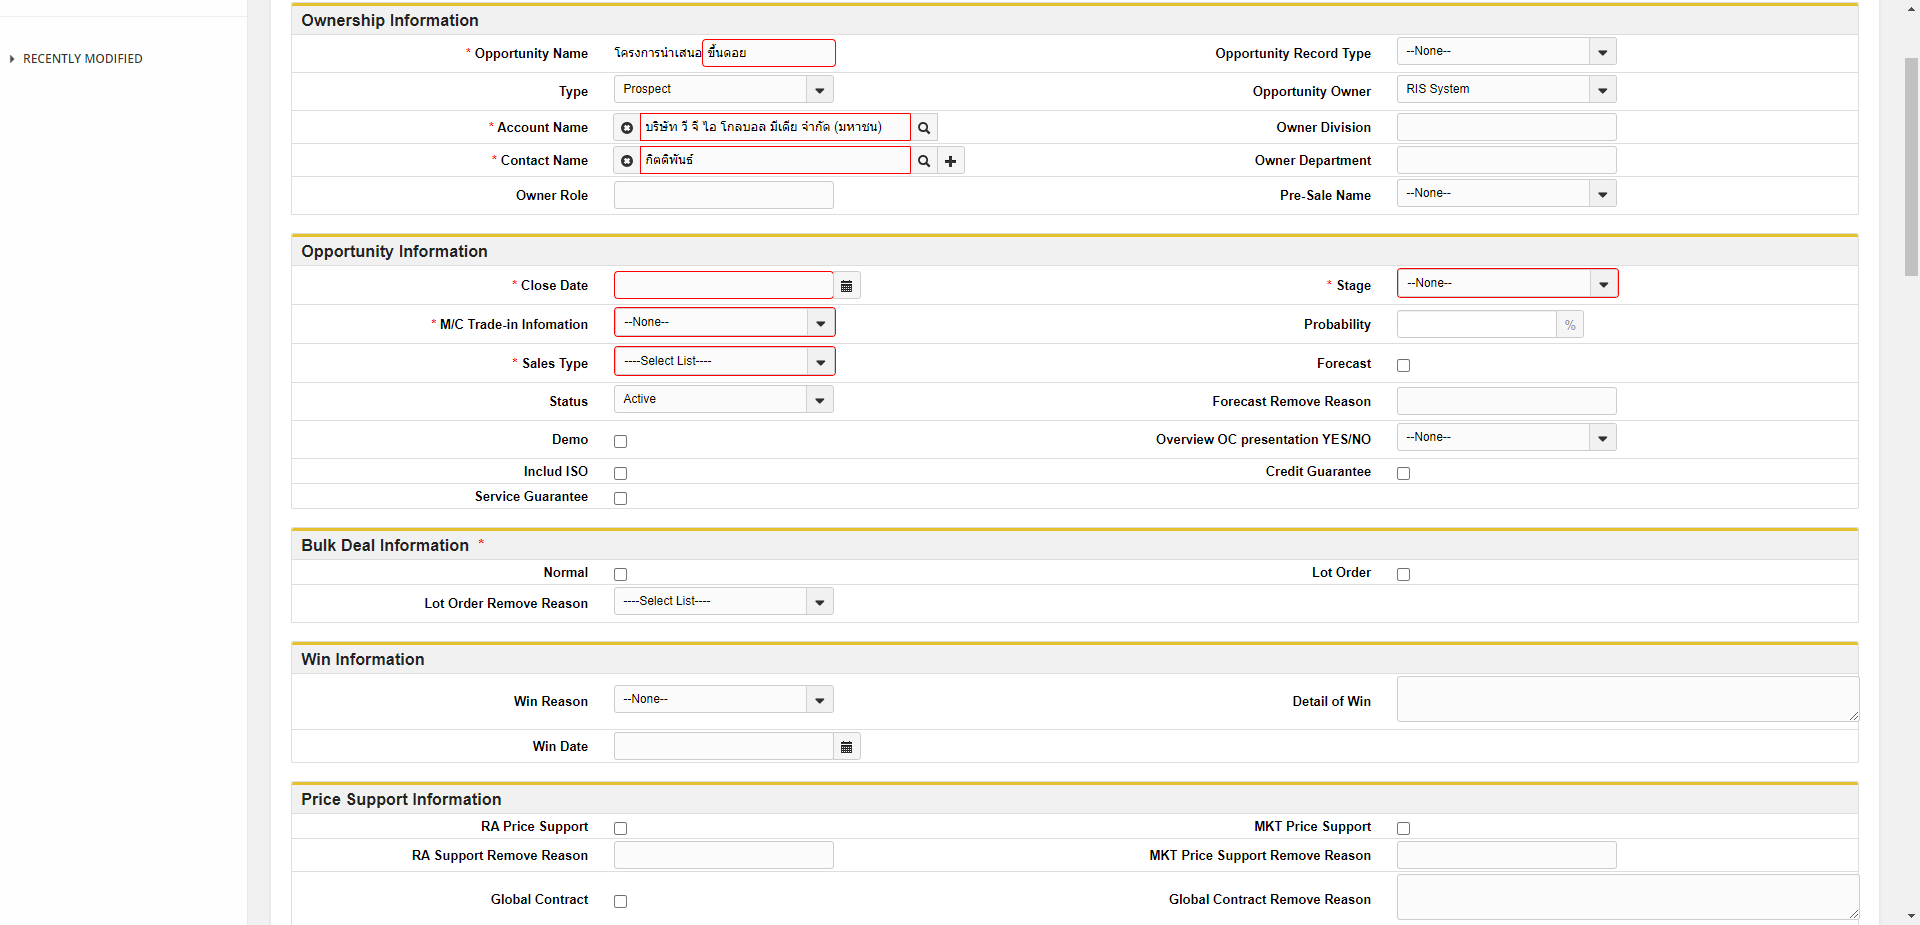 RECENTLY MODIFIED
Ownership Information
* Opportunity Name โครงการนำเสนอ ขึ้นดอย Opportunity Record Type --None--
Type Prospect Opportunity Owner RIS System
* Account Name บริษัท วี จี ไอ โกลบอล มีเดีย จำกัด (มหาชน) Owner Division
* Contact Name กิตติพันธ์ Owner Department
Owner Role Pre-Sale Name --None--
Opportunity Information
* Close Date * Stage --None--
* M/C Trade-in Infomation --None-- Probability %
* Sales Type ----Select List---- Forecast
Status Active Forecast Remove Reason
Demo Overview OC presentation YES/NO --None--
Includ ISO Credit Guarantee
Service Guarantee
Bulk Deal Information *
Normal Lot Order
Lot Order Remove Reason ----Select List----
Win Information
Win Reason --None-- Detail of Win
Win Date
Price Support Information
RA Price Support MKT Price Support
RA Support Remove Reason MKT Price Support Remove Reason
Global Contract Global Contract Remove Reason